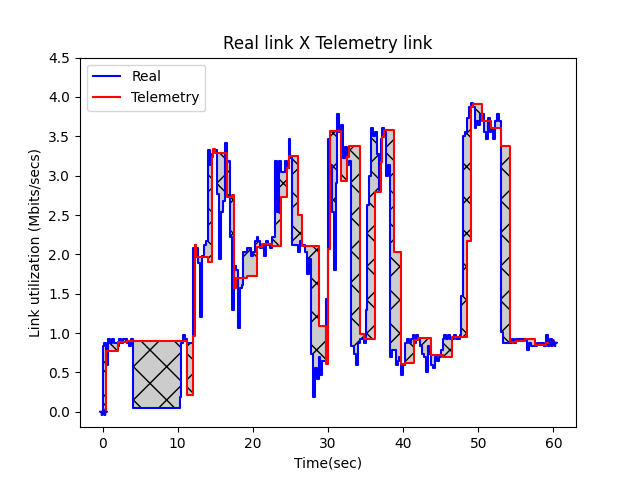 Real link X Telemetry link
Real
Telemetry
4.5
4.0
3.5
3.0
2.5
2.0
1.5
1.0
0.5
0.0
Link utilization (Mbits/secs)
0 10 20 30 40 50 60
Time(sec)